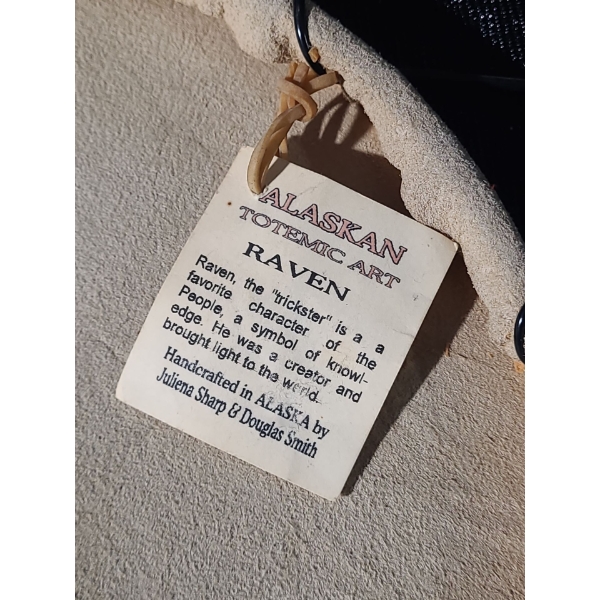 ALASKAN
TOTEMIC ART
RAVEN
Raven, the "trickster" is a a
favorite character of the
People, a symbol of knowl-
edge. He was a creator and
brought light to the world.
Handcrafted in ALASKA by
Juliena Sharp & Douglas Smith